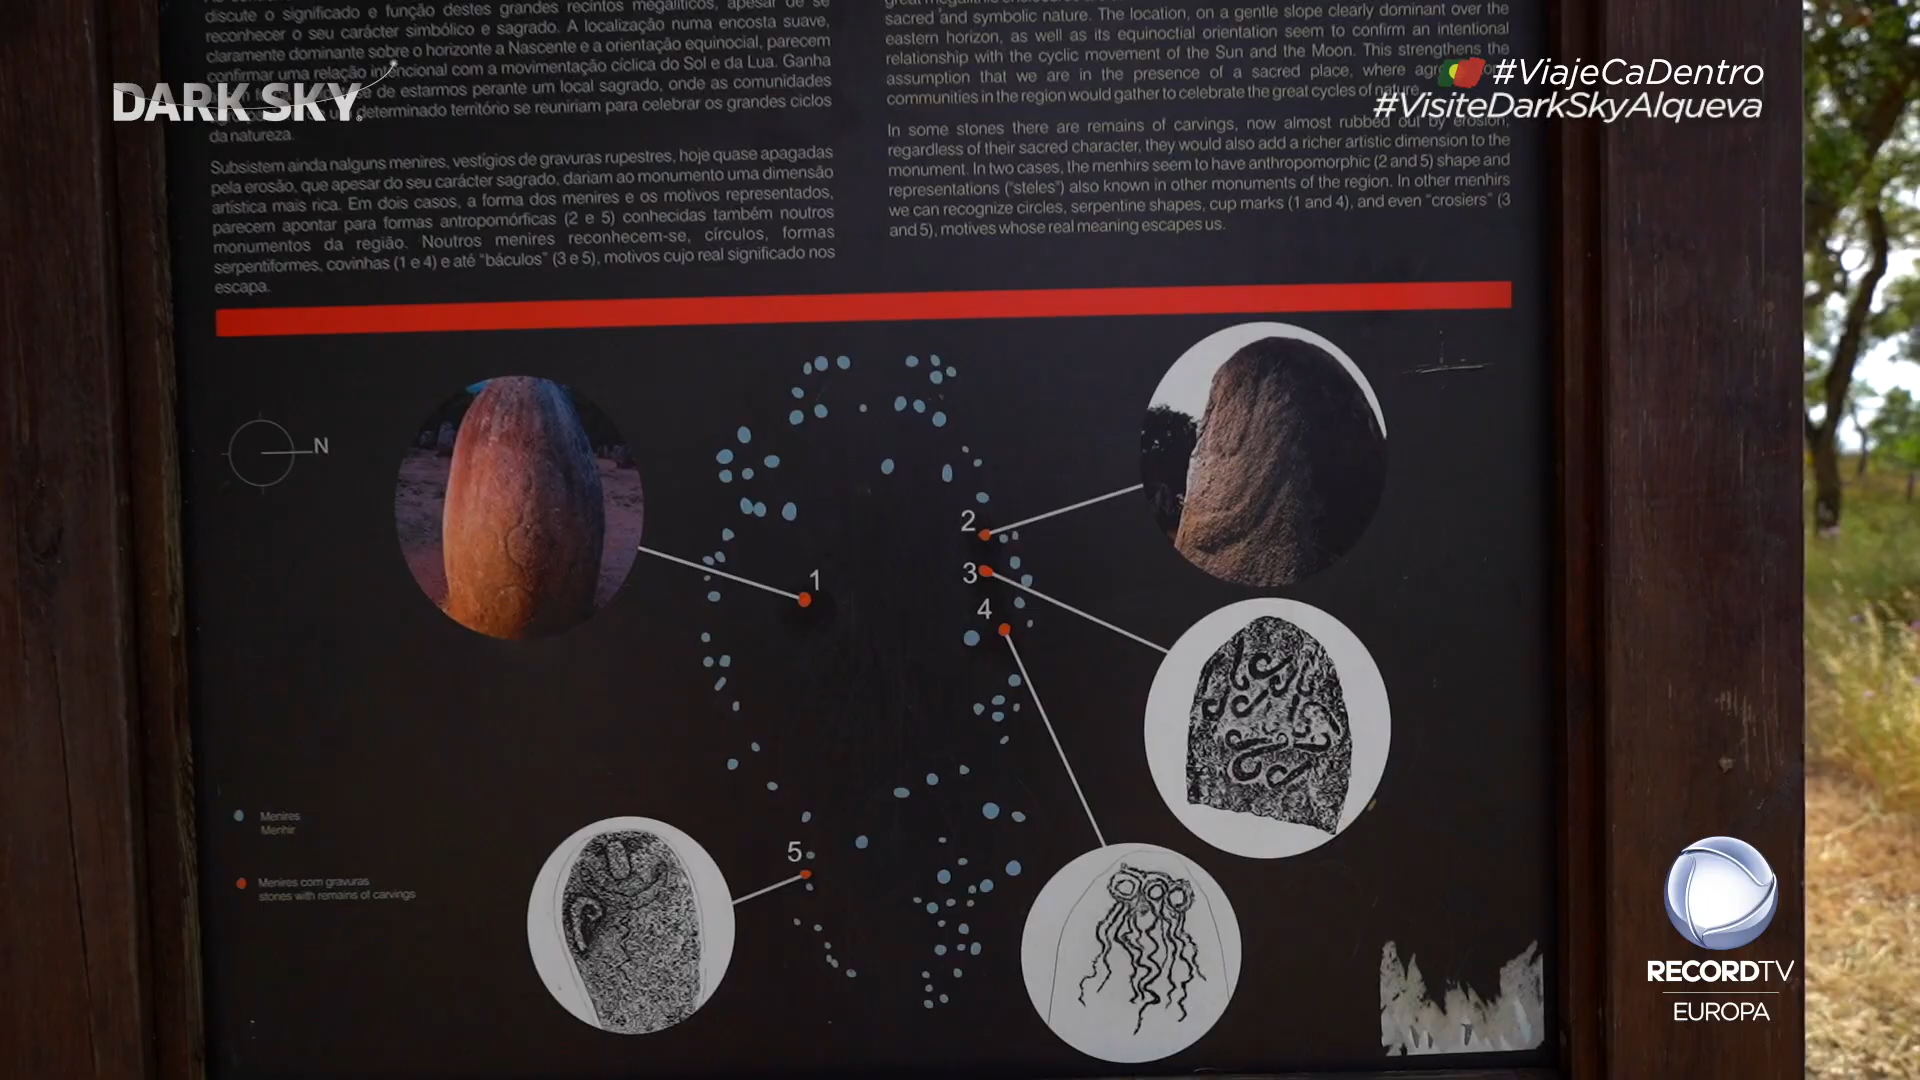 discute o significado e função destes grandes recintos megalíticos, apesar de se
reconhecer o seu carácter simbólico e sagrado. A localização numa encosta suave,
claramente dominante sobre o horizonte a Nascente e a orientação equinocial, parecem
confirmar uma relação intencional com a movimentação cíclica do Sol e da Lua. Ganha
de estarmos perante um local sagrado, onde as comunidades
determinado território se reuniriam para celebrar os grandes ciclos
da natureza.
Subsistem ainda nalguns menires, vestígios de gravuras rupestres, hoje quase apagadas
pela erosão, que apesar do seu carácter sagrado, dariam ao monumento uma dimensão
artística mais rica. Em dois casos, a forma dos menires e os motivos representados,
parecem apontar para formas antropomórficas (2 e 5) conhecidas também noutros
monumentos da região. Noutros menires reconhecem-se, círculos, formas
serpentiformes, covinhas (1 e 4) e até “báculos” (3 e 5), motivos cujo real significado nos
escapa.
sacred and symbolic nature. The location, on a gentle slope clearly dominant over the
eastern horizon, as well as its equinoctial orientation seem to confirm an intentional
relationship with the cyclic movement of the Sun and the Moon. This strengthens the
assumption that we are in the presence of a sacred place, where
communities in the region would gather to celebrate the great cycles of nature.
In some stones there are remains of carvings, now almost rubbed out by erosion,
regardless of their sacred character, they would also add a richer artistic dimension to the
monument. In two cases, the menhirs seem to have anthropomorphic (2 and 5) shape and
representations (“steles”) also known in other monuments of the region. In other menhirs
we can recognize circles, serpentine shapes, cup marks (1 and 4), and even “crosiers” (3
and 5), motives whose real meaning escapes us.
DARK SKY
#ViajeCaDentro
#VisiteDarkSkyAlqueva
N
1
2
3
4
5
Menires
Menhir
Menires com gravuras
stones with remains of carvings
RECORDTV
EUROPA